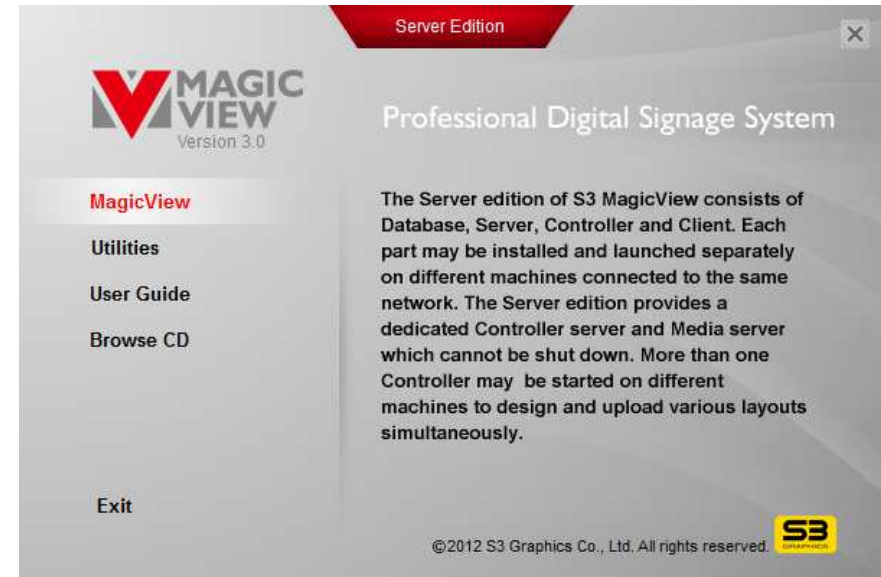 Server Edition
MAGIC
VIEW
Version 3.0
Professional Digital Signage System
MagicView
Utilities
User Guide
Browse CD
Exit
The Server edition of S3 MagicView consists of
Database, Server, Controller and Client. Each
part may be installed and launched separately
on different machines connected to the same
network. The Server edition provides a
dedicated Controller server and Media server
which cannot be shut down. More than one
Controller may  be started on different
machines to design and upload various layouts
simultaneously.
©2012 S3 Graphics Co., Ltd. All rights reserved.
S3
GRAPHICS